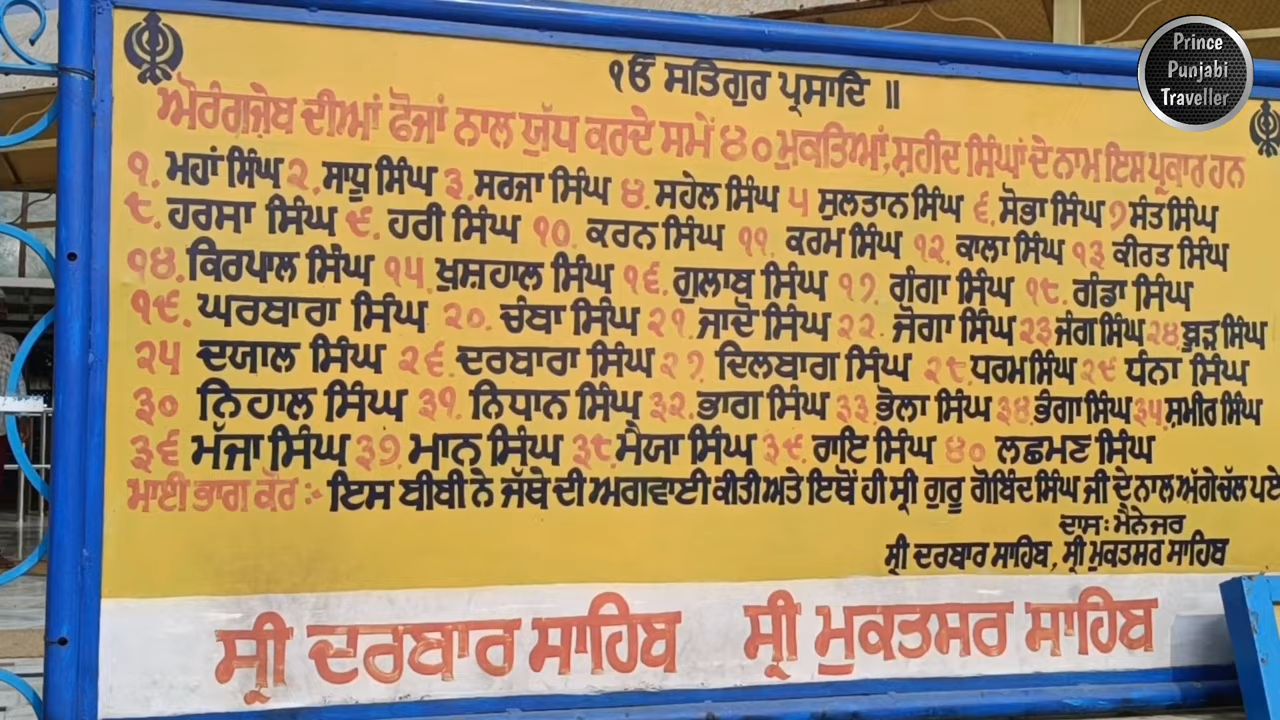 Prince
Punjabi
Traveller
ੴ ਸਤਿਗੁਰ ਪ੍ਰਸਾਦਿ ॥
ਔਰੰਗਜ਼ੇਬ ਦੀਆਂ ਫੌਜਾਂ ਨਾਲ ਯੁੱਧ ਕਰਦੇ ਸਮੇਂ ੪੦ ਮੁਕਤਿਆਂ, ਸ਼ਹੀਦ ਸਿੰਘਾਂ ਦੇ ਨਾਮ ਇਸ ਪ੍ਰਕਾਰ ਹਨ
੧. ਮਹਾਂ ਸਿੰਘ ੨. ਸਾਧੂ ਸਿੰਘ ੩. ਸਰਜਾ ਸਿੰਘ ੪. ਸਹੇਲ ਸਿੰਘ ੫ ਸੁਲਤਾਨ ਸਿੰਘ ੬. ਸੋਭਾ ਸਿੰਘ ੭ ਸੰਤ ਸਿੰਘ
੮. ਹਰਸਾ ਸਿੰਘ ੯. ਹਰੀ ਸਿੰਘ ੧੦. ਕਰਨ ਸਿੰਘ ੧੧. ਕਰਮ ਸਿੰਘ ੧੨. ਕਾਲਾ ਸਿੰਘ ੧੩ ਕੀਰਤ ਸਿੰਘ
੧੪. ਕਿਰਪਾਲ ਸਿੰਘ ੧੫. ਖੁਸ਼ਹਾਲ ਸਿੰਘ ੧੬. ਗੁਲਾਬ ਸਿੰਘ ੧੭. ਗੰਗਾ ਸਿੰਘ ੧੮. ਗੰਡਾ ਸਿੰਘ
੧੯. ਘਰਬਾਰਾ ਸਿੰਘ ੨੦. ਚੰਬਾ ਸਿੰਘ ੨੧. ਜਾਦੋ ਸਿੰਘ ੨੨. ਜੋਗਾ ਸਿੰਘ ੨੩ ਜੰਗ ਸਿੰਘ ੨੪. ਬੂੜ ਸਿੰਘ
੨੫ ਦਯਾਲ ਸਿੰਘ ੨੬. ਦਰਬਾਰਾ ਸਿੰਘ ੨੭. ਦਿਲਬਾਗ ਸਿੰਘ ੨੮. ਧਰਮ ਸਿੰਘ ੨੯ ਧੰਨਾ ਸਿੰਘ
੩੦ ਨਿਹਾਲ ਸਿੰਘ ੩੧. ਨਿਧਾਨ ਸਿੰਘ ੩੨. ਭਾਗ ਸਿੰਘ ੩੩. ਭੋਲਾ ਸਿੰਘ ੩੪. ਭੰਗਾ ਸਿੰਘ ੩੫. ਸ਼ਮੀਰ ਸਿੰਘ
੩੬ ਮੱਜਾ ਸਿੰਘ ੩੭. ਮਾਨ ਸਿੰਘ ੩੮. ਮੈਯਾ ਸਿੰਘ ੩੯. ਰਾਇ ਸਿੰਘ ੪੦ ਲਛਮਣ ਸਿੰਘ
ਮਾਈ ਭਾਗ ਕੌਰ :- ਇਸ ਬੀਬੀ ਨੇ ਜੱਥੇ ਦੀ ਅਗਵਾਈ ਕੀਤੀ ਅਤੇ ਇਥੋਂ ਹੀ ਸ਼੍ਰੀ ਗੁਰੂ ਗੋਬਿੰਦ ਸਿੰਘ ਜੀ ਦੇ ਨਾਲ ਅੱਗੇ ਚੱਲ ਪਏ
ਦਾਸ: ਮੈਨੇਜਰ
ਸ਼੍ਰੀ ਦਰਬਾਰ ਸਾਹਿਬ, ਸ਼੍ਰੀ ਮੁਕਤਸਰ ਸਾਹਿਬ
ਸ਼੍ਰੀ ਦਰਬਾਰ ਸਾਹਿਬ ਸ਼੍ਰੀ ਮੁਕਤਸਰ ਸਾਹਿਬ